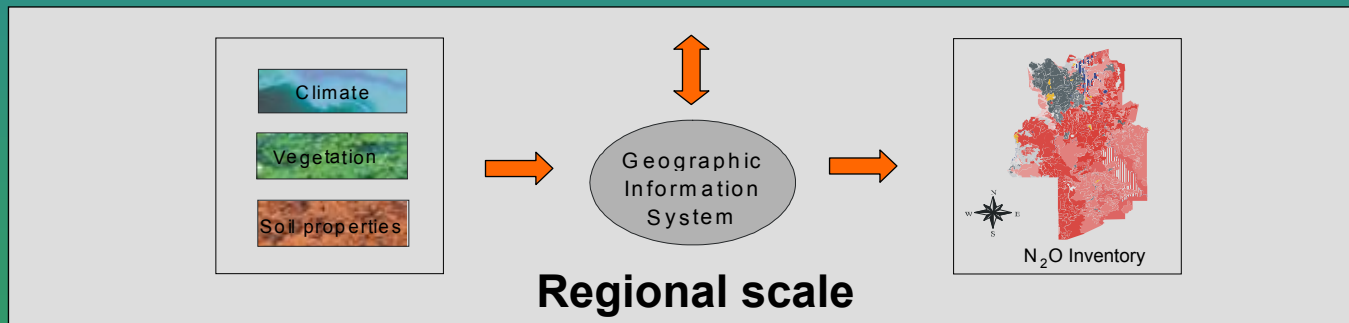 Climate
Vegetation
Soil properties
Geographic
Information
System
N
W E
S
N₂O Inventory
Regional scale